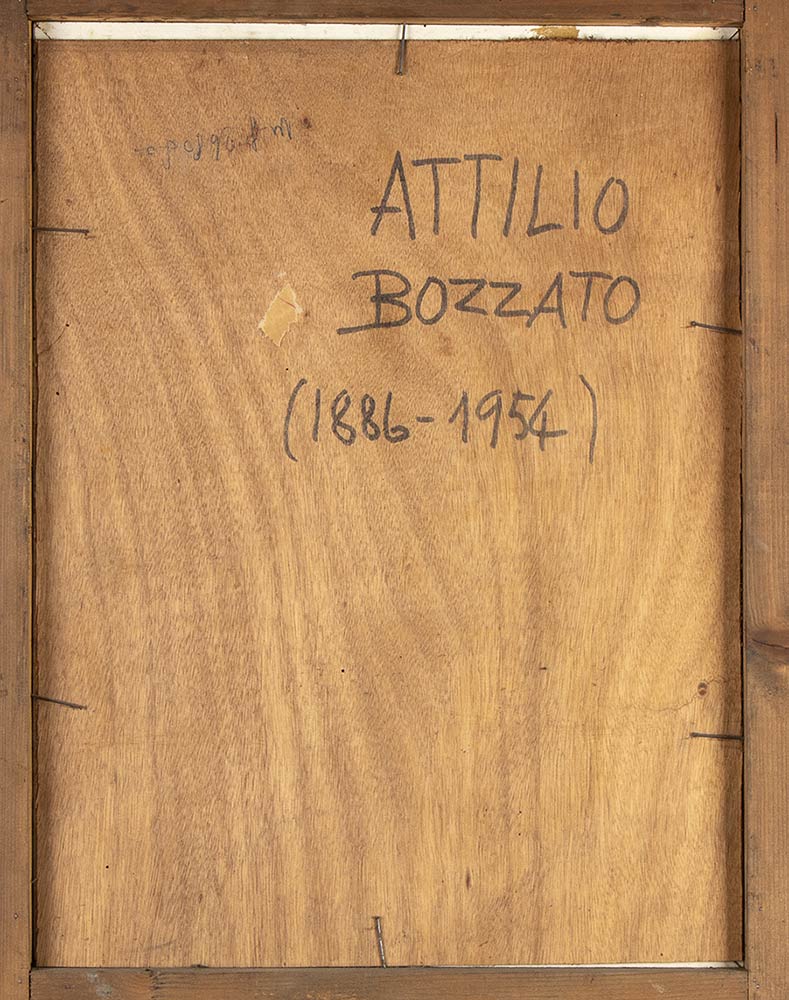 ATTILIO
BOZZATO
(1886-1954)